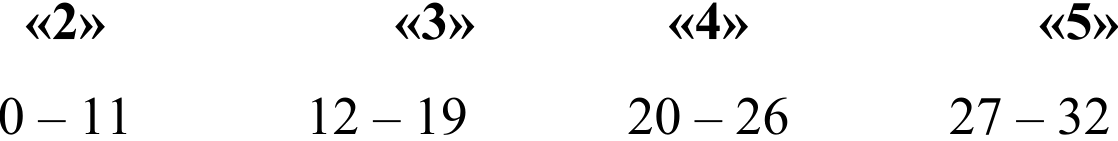 «2» «3» «4» «5»
0 – 11 12 – 19 20 – 26 27 – 32